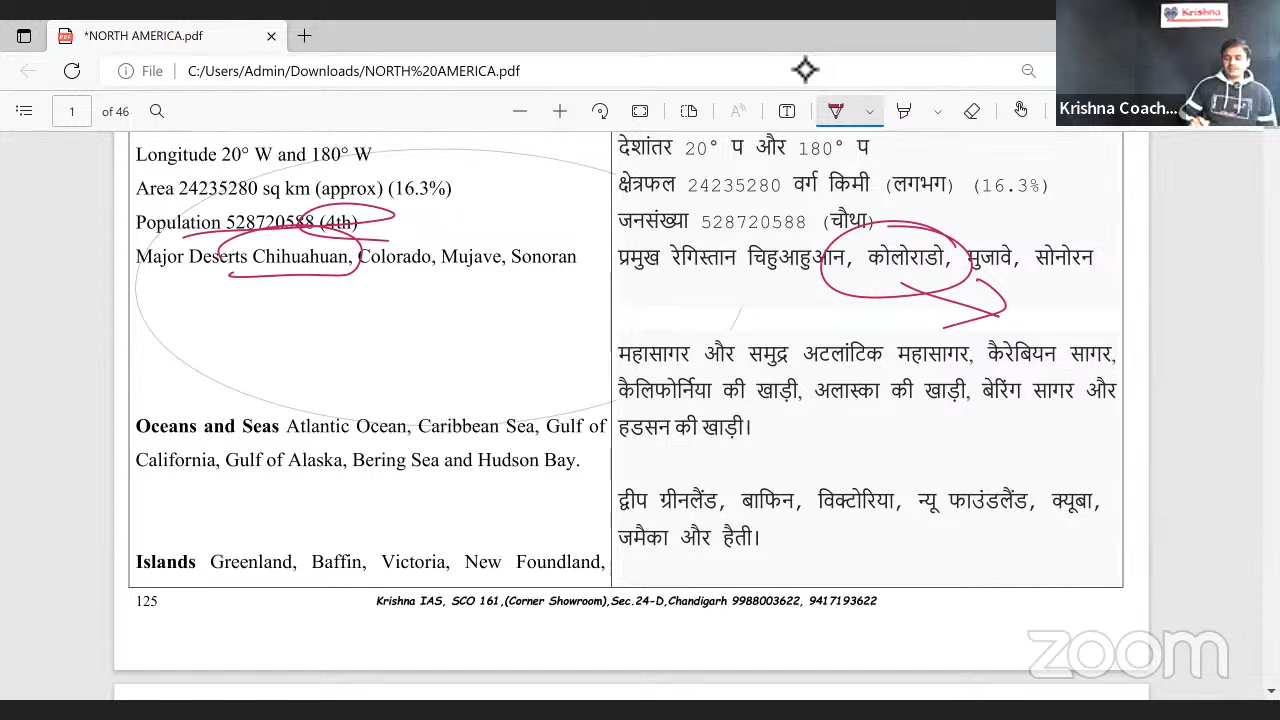 *NORTH AMERICA.pdf
Krishna
File C:/Users/Admin/Downloads/NORTH%20AMERICA.pdf
1 of 46
Krishna Coach...
Longitude 20° W and 180° W
Area 24235280 sq km (approx) (16.3%)
Population 528720588 (4th)
Major Deserts Chihuahuan, Colorado, Mujave, Sonoran
Oceans and Seas Atlantic Ocean, Caribbean Sea, Gulf of
California, Gulf of Alaska, Bering Sea and Hudson Bay.
Islands Greenland, Baffin, Victoria, New Foundland,
देशांतर 20° प और 180° प
क्षेत्रफल 24235280 वर्ग किमी (लगभग) (16.3%)
जनसंख्या 528720588 (चौथा)
प्रमुख रेगिस्तान चिहुआहुआन, कोलोराडो, मुजावे, सोनोरन
महासागर और समुद्र अटलांटिक महासागर, कैरेबियन सागर,
कैलिफोर्निया की खाड़ी, अलास्का की खाड़ी, बेरिंग सागर और
हडसन की खाड़ी।
द्वीप ग्रीनलैंड, बाफिन, विक्टोरिया, न्यू फाउंडलैंड, क्यूबा,
जमैका और हैती।
125 Krishna IAS, SCO 161,(Corner Showroom),Sec.24-D,Chandigarh 9988003622, 9417193622
zoom